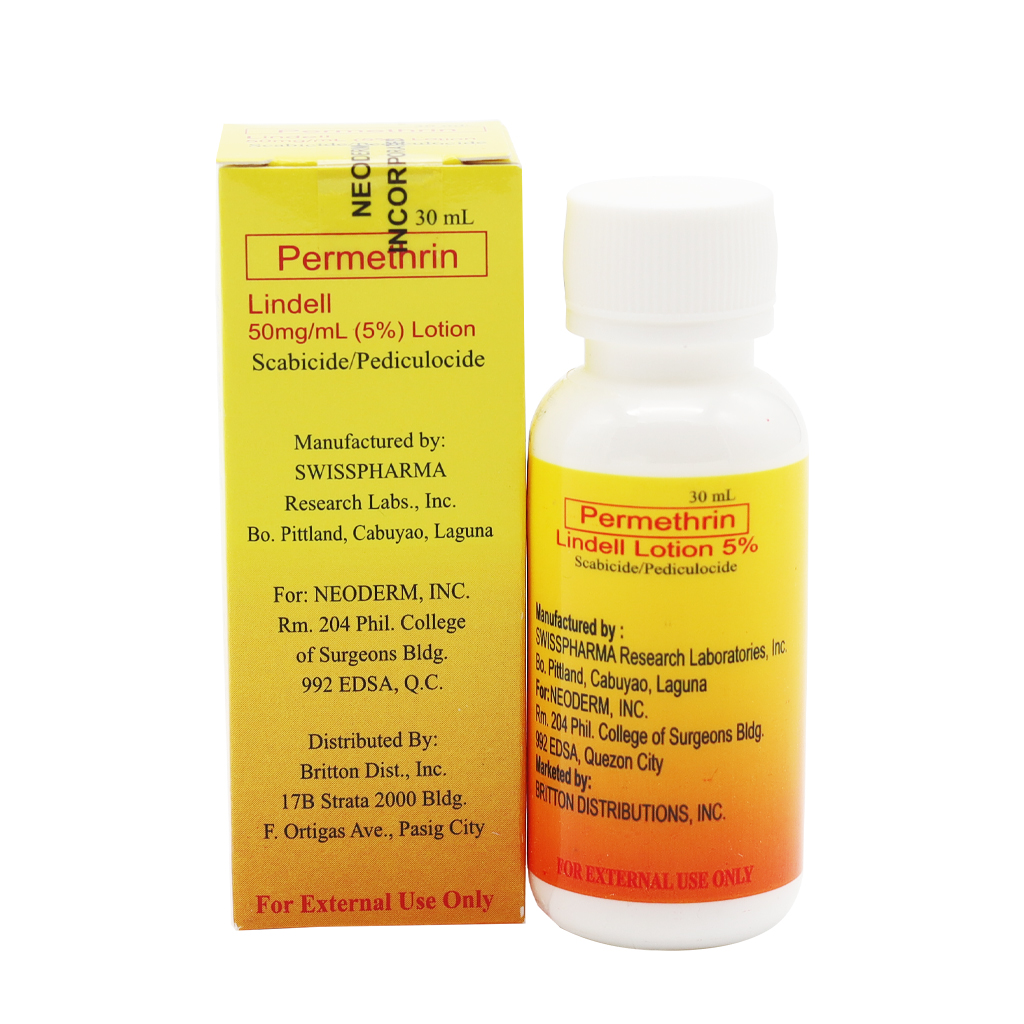 Permethrin
Lindell
Scabicide
NEODERM
INCORPORATED
30 mL
Permethrin
Lindell
50mg/mL (5%) Lotion
Scabicide/Pediculocide
Manufactured by:
SWISSPHARMA
Research Labs., Inc.
Bo. Pittland, Cabuyao, Laguna
For: NEODERM, INC.
Rm. 204 Phil. College
of Surgeons Bldg.
992 EDSA, Q.C.
Distributed By:
Britton Dist., Inc.
17B Strata 2000 Bldg.
F. Ortigas Ave., Pasig City
For External Use Only
30 mL
Permethrin
Lindell Lotion 5%
Scabicide/Pediculocide
Manufactured by :
SWISSPHARMA Research Laboratories, Inc.
Bo. Pittland, Cabuyao, Laguna
For:NEODERM, INC.
Rm. 204 Phil. College of Surgeons Bldg.
992 EDSA, Quezon City
Marketed by:
BRITTON DISTRIBUTIONS, INC.
FOR EXTERNAL USE ONLY